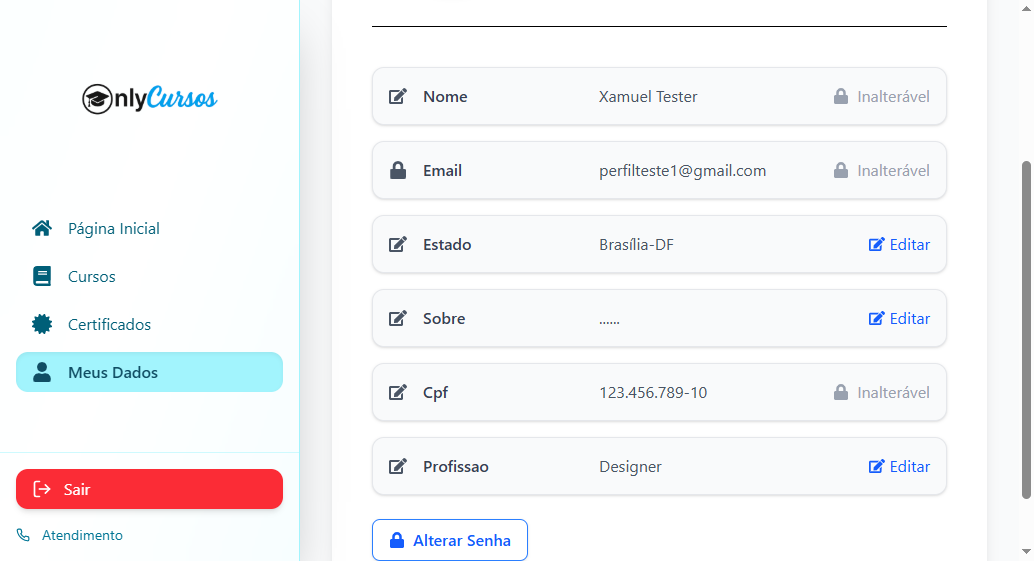 OnlyCursos
Página Inicial
Cursos
Certificados
Meus Dados
Sair
Atendimento
Nome Xamuel Tester Inalterável
Email perfilteste1@gmail.com Inalterável
Estado Brasília-DF Editar
Sobre ...... Editar
Cpf 123.456.789-10 Inalterável
Profissao Designer Editar
Alterar Senha